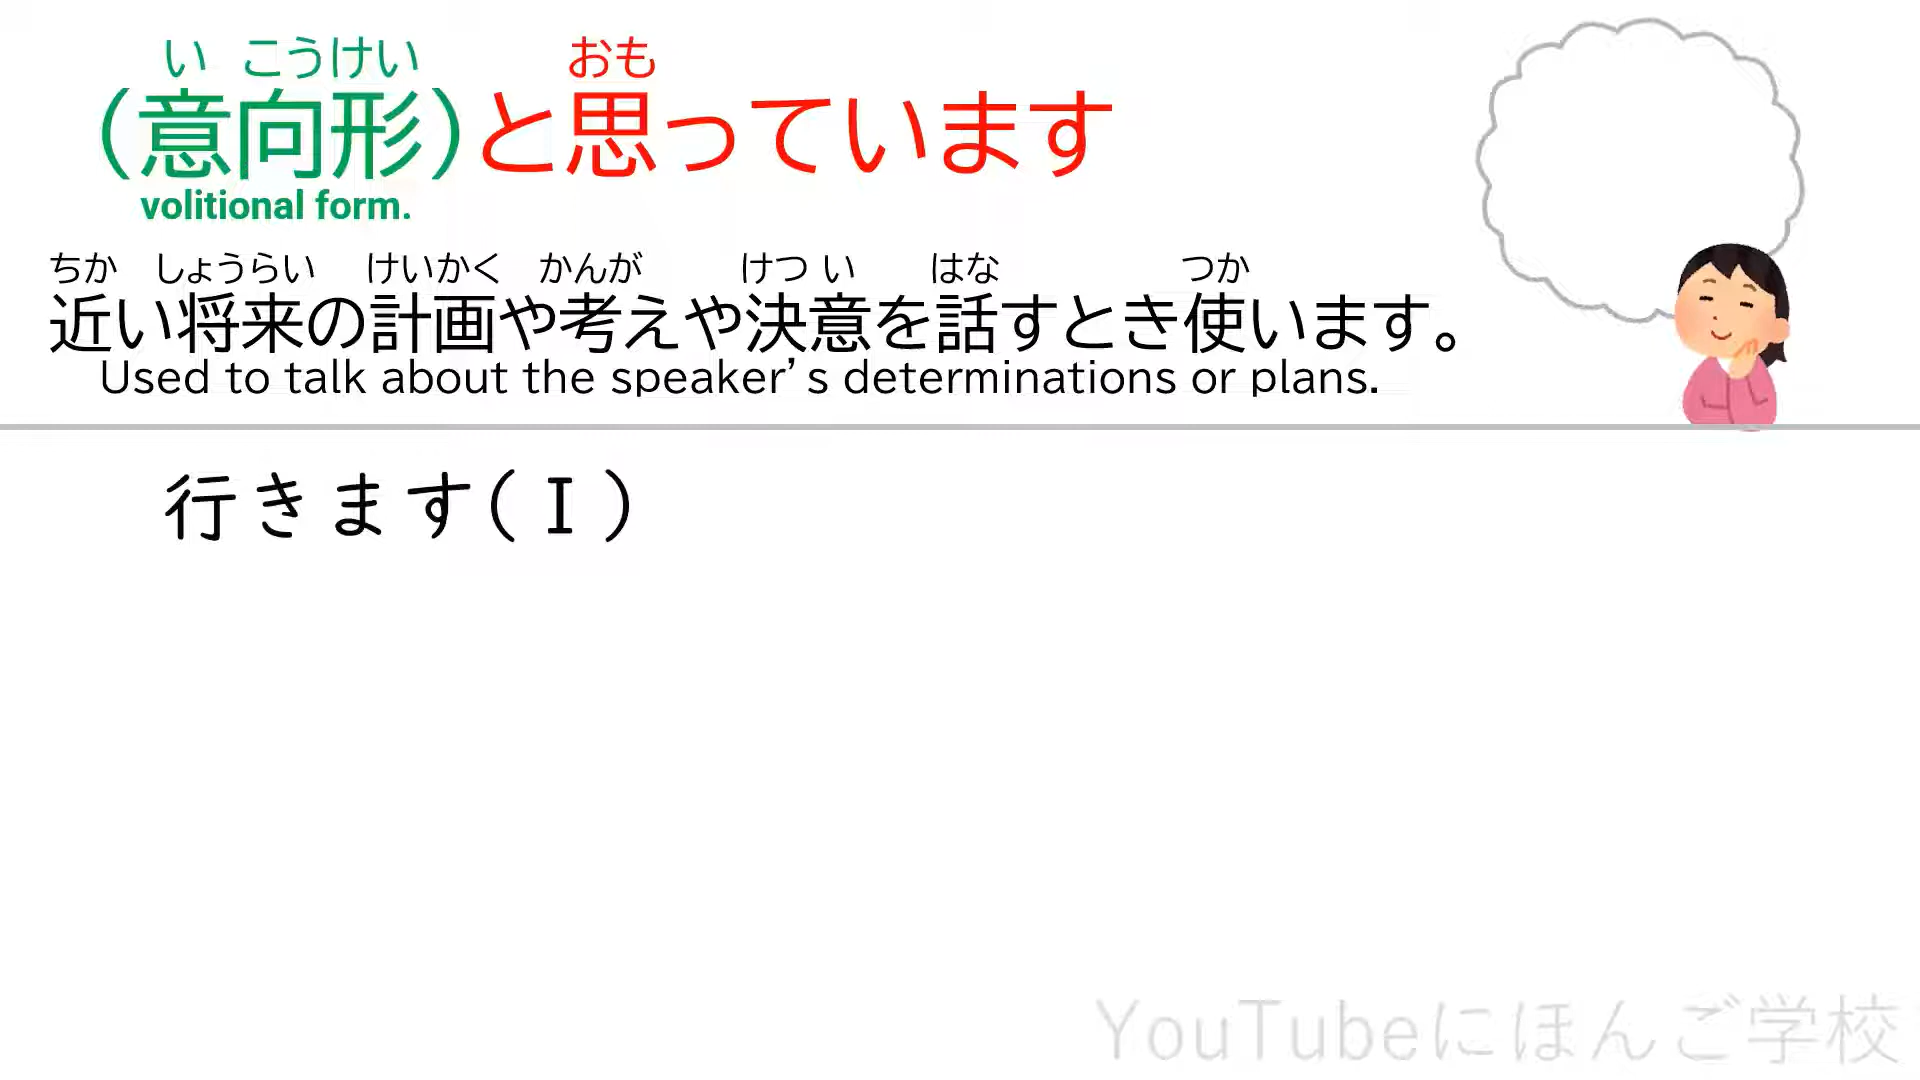 い こうけい おも
(意向形)と思っています
volitional form.
ちか しょうらい けいかく かんが けつ い はな つか
近い将来の計画や考えや決意を話すとき使います。
Used to talk about the speaker's determinations or plans.
行きます(Ⅰ)
YouTubeにほんご学校